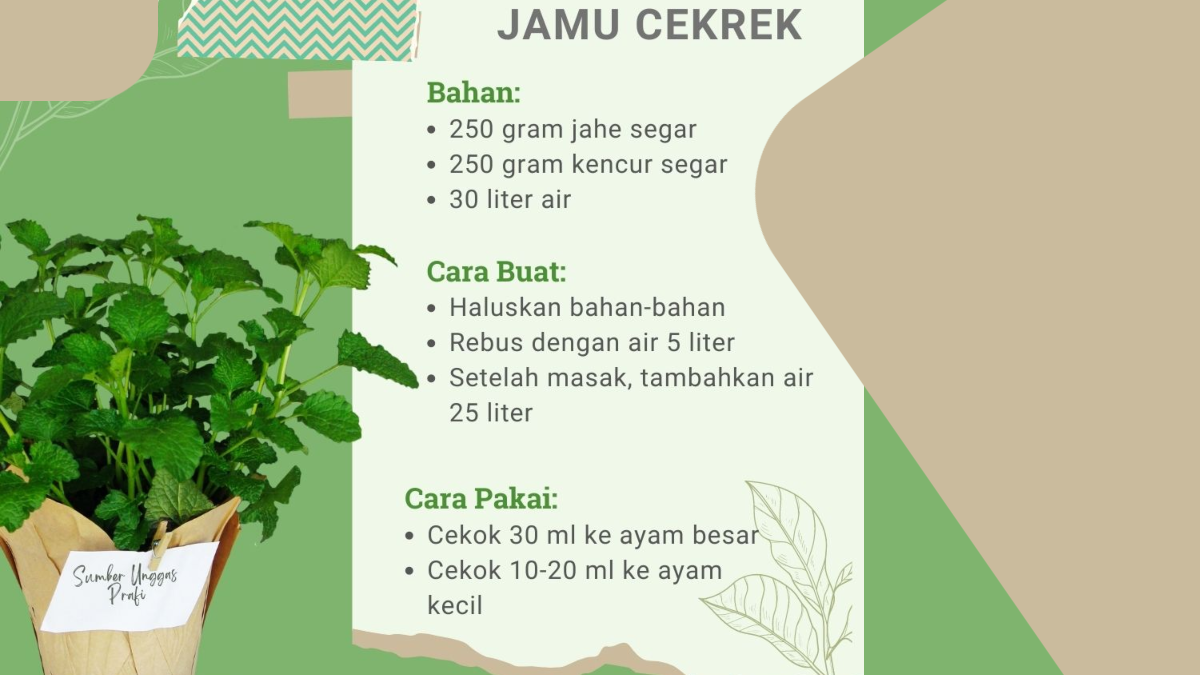 JAMU CEKREK
Bahan:
• 250 gram jahe segar
• 250 gram kencur segar
• 30 liter air
Cara Buat:
• Haluskan bahan-bahan
• Rebus dengan air 5 liter
• Setelah masak, tambahkan air
25 liter
Cara Pakai:
• Cekok 30 ml ke ayam besar
• Cekok 10-20 ml ke ayam
kecil
Sumber Unggas
Prafi